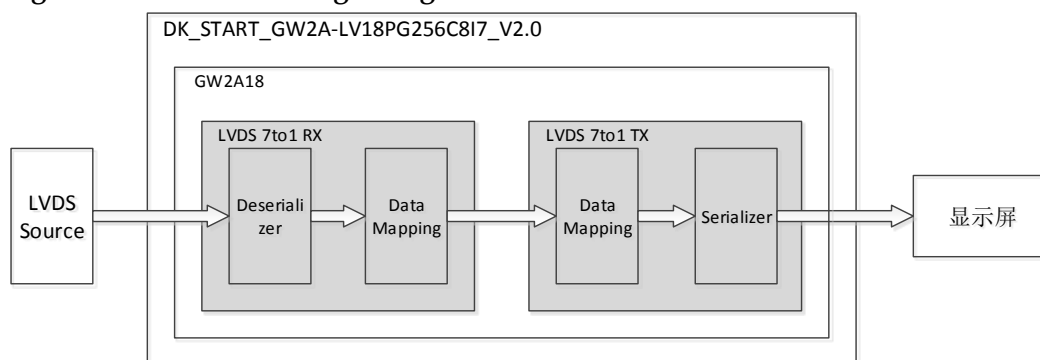 DK_START_GW2A-LV18PG256C8I7_V2.0
GW2A18
LVDS 7to1 RX
LVDS 7to1 TX
LVDS
Source
Deseriali
zer
Data
Mapping
Data
Mapping
Serializer
显示屏